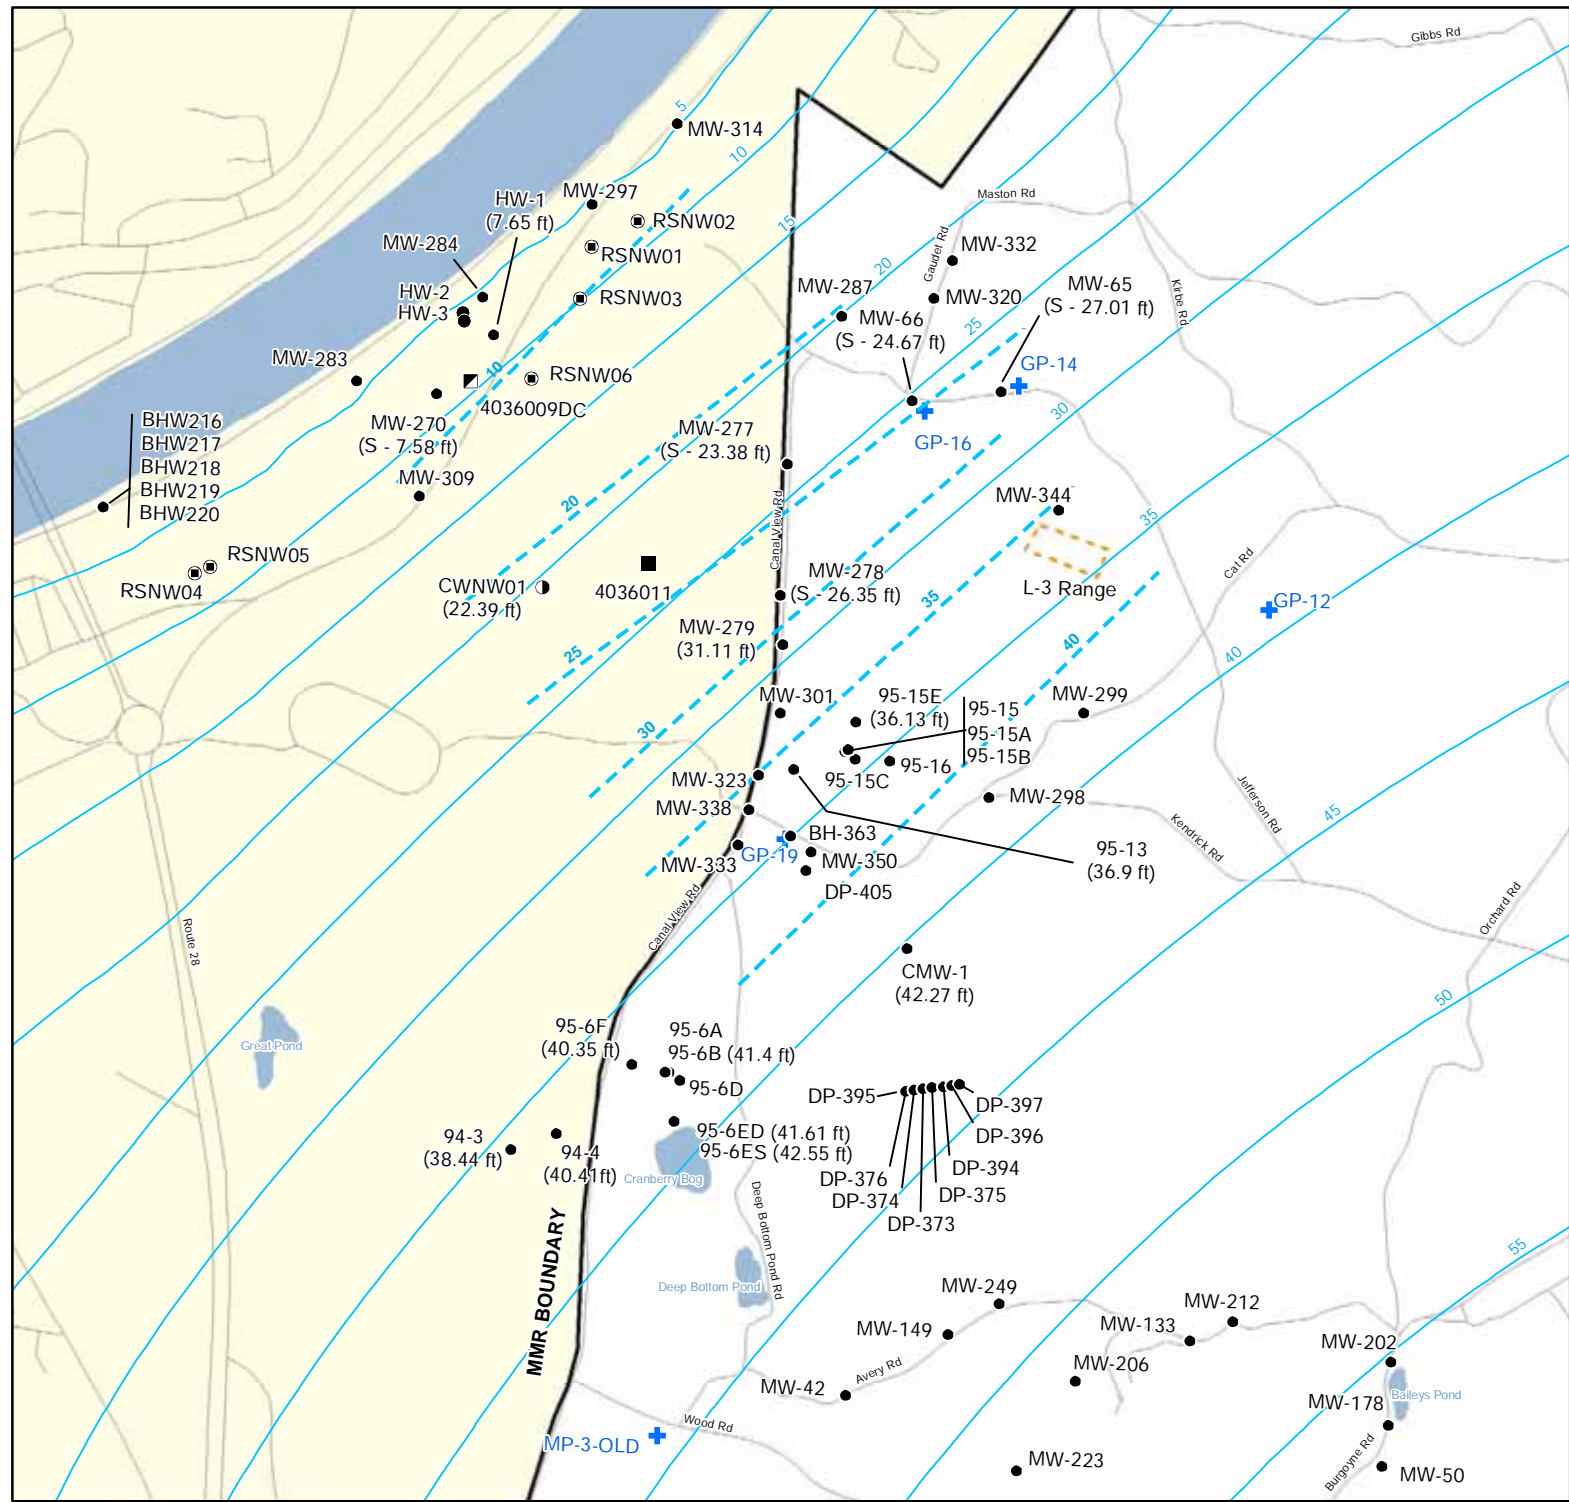 Gibbs Rd
5
MW-314
10
Maston Rd
HW-1
(7.65 ft)
MW-297
RSNW02
15
MW-284
RSNW01
20
Gaudet Rd
MW-332
HW-2
HW-3
RSNW03
MW-287
MW-320
MW-65
(S - 27.01 ft)
Kirbe Rd
MW-66
(S - 24.67 ft)
25
MW-283
10
RSNW06
GP-14
4036009DC
BHW216
BHW217
BHW218
BHW219
BHW220
MW-270
(S - 7.58 ft)
MW-277
(S - 23.38 ft)
30
GP-16
MW-309
20
Canal View Rd
MW-344
35
RSNW05
RSNW04
CWNW01
(22.39 ft)
4036011
MW-278
(S - 26.35 ft)
35
L-3 Range
Cat Rd
GP-12
MW-279
(31.11 ft)
25
40
40
MW-301
95-15E
(36.13 ft)
95-15
95-15A
95-15B
MW-299
30
MW-323
95-15C
95-16
MW-338
MW-298
Jefferson Rd
45
BH-363
Kendrick Rd
MW-333
GP-19
MW-350
95-13
(36.9 ft)
DP-405
Canal View Rd
Orchard Rd
Route 28
CMW-1
(42.27 ft)
50
Great Pond
95-6F
(40.35 ft)
95-6A
95-6B (41.4 ft)
95-6D
DP-395
DP-397
DP-396
94-3
(38.44 ft)
94-4
(40.41ft)
95-6ED (41.61 ft)
95-6ES (42.55 ft)
Cranberry Bog
DP-376
DP-374
DP-373
DP-394
DP-375
Deep Bottom Pond Rd
MMR BOUNDARY
55
Deep Bottom Pond
MW-249
MW-149
MW-212
MW-133
MW-202
MW-206
Avery Rd
MW-42
Baileys Pond
MW-178
Wood Rd
MP-3-OLD
MW-223
Burgoyne Rd
MW-50